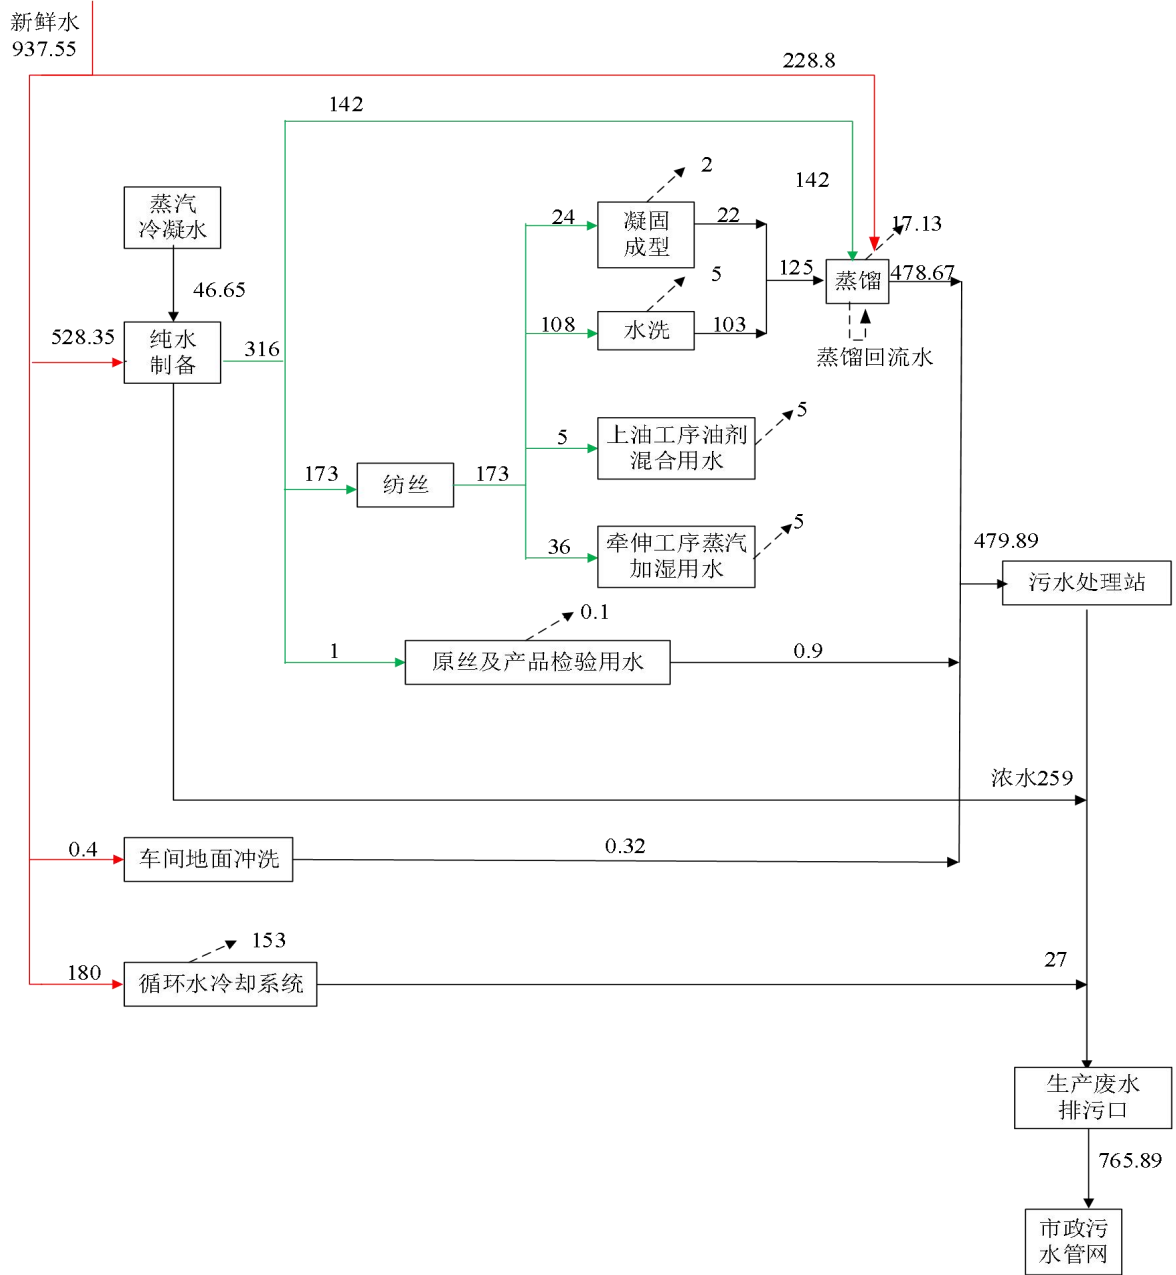 新鲜水
937.55
228.8
142
2
142
蒸汽
冷凝水
24
凝固
成型
22
17.13
46.65
5
125
蒸馏
478.67
528.35
纯水
制备
316
108
水洗
103
蒸馏回流水
5
上油工序油剂
混合用水
5
173
纺丝
173
36
牵伸工序蒸汽
加湿用水
5
479.89
污水处理站
0.1
1
原丝及产品检验用水
0.9
浓水259
0.4
车间地面冲洗
0.32
153
180
循环水冷却系统
27
生产废水
排污口
765.89
市政污
水管网